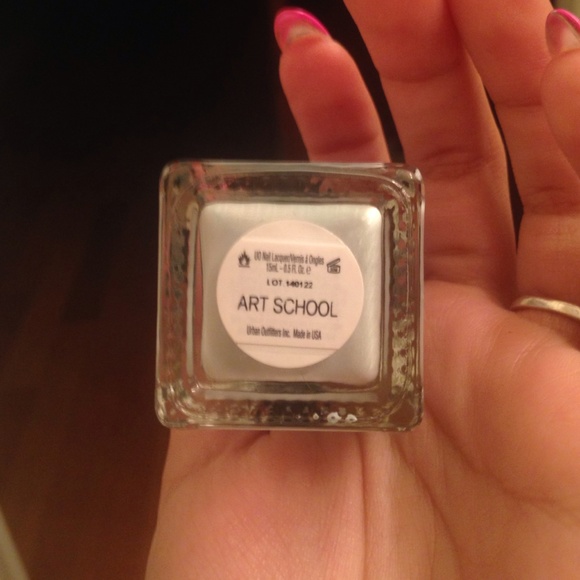 UO Nail Lacquer/Vernis à Ongles
15mL - 0.5 fl. Oz. e
LOT 140122
ART SCHOOL
Urban Outfitters Inc. Made in USA